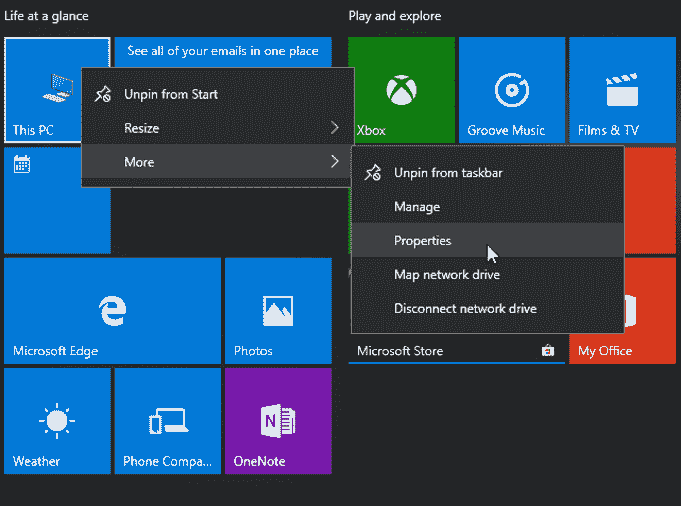 Life at a glance
Play and explore
See all of your emails in one place
This PC
Unpin from Start
Resize
More
Xbox
Groove Music
Films & TV
Unpin from taskbar
Manage
Properties
Map network drive
Disconnect network drive
Microsoft Edge
Photos
Microsoft Store
My Office
Weather
Phone Compa...
N
OneNote